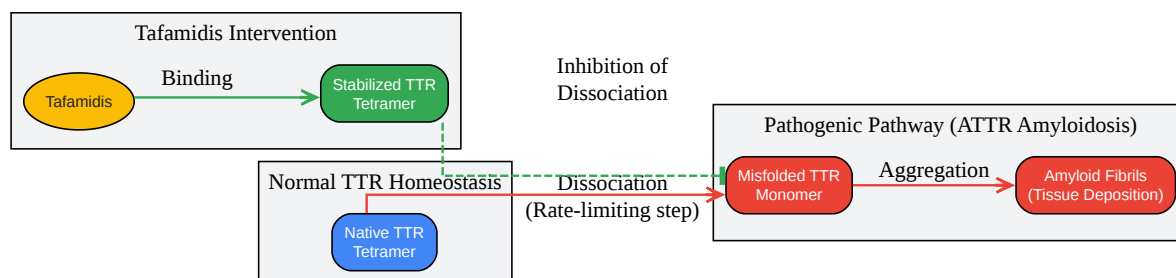 Tafamidis Intervention
Tafamidis
Binding
Stabilized TTR
Tetramer
Inhibition of
Dissociation
Normal TTR Homeostasis
Native TTR
Tetramer
Dissociation
(Rate-limiting step)
Pathogenic Pathway (ATTR Amyloidosis)
Misfolded TTR
Monomer
Aggregation
Amyloid Fibrils
(Tissue Deposition)